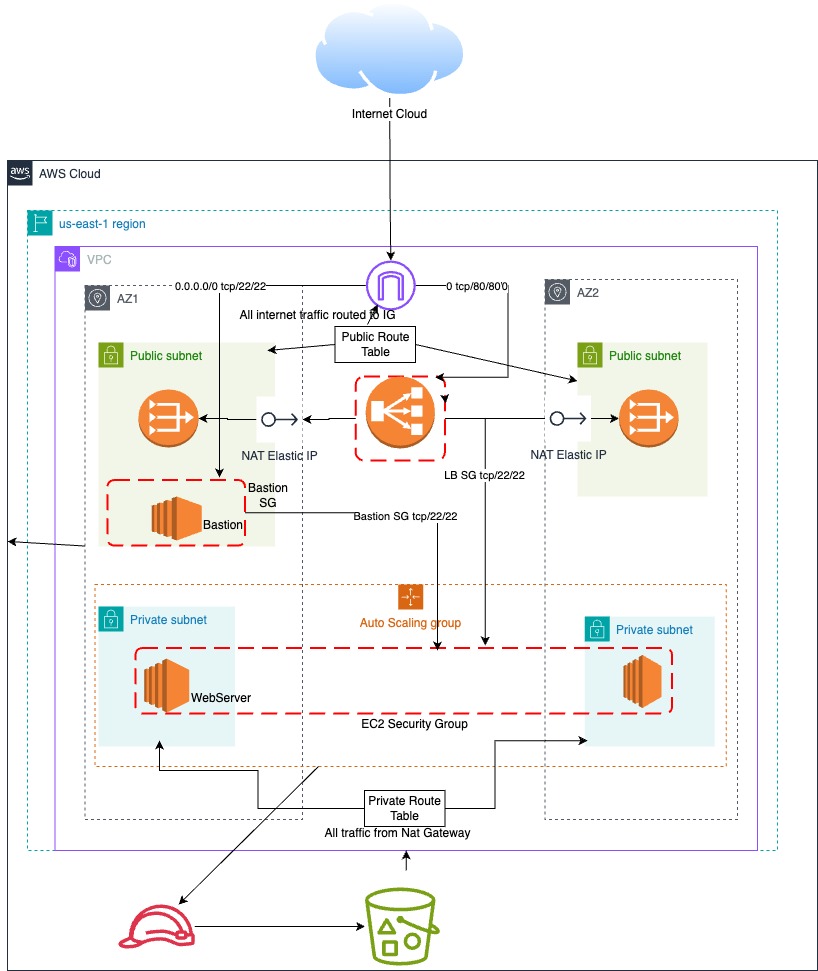 Internet Cloud
aws
AWS Cloud
us-east-1 region
VPC
0.0.0.0/0 tcp/22/22
0 tcp/80/80'0
AZ1
AZ2
All internet traffic routed to IG
Public Route
Table
Public subnet
Public subnet
NAT Elastic IP
NAT Elastic IP
LB SG tcp/22/22
Bastion
SG
Bastion
Bastion SG tcp/22/22
Auto Scaling group
Private subnet
Private subnet
WebServer
EC2 Security Group
Private Route
Table
All traffic from Nat Gateway